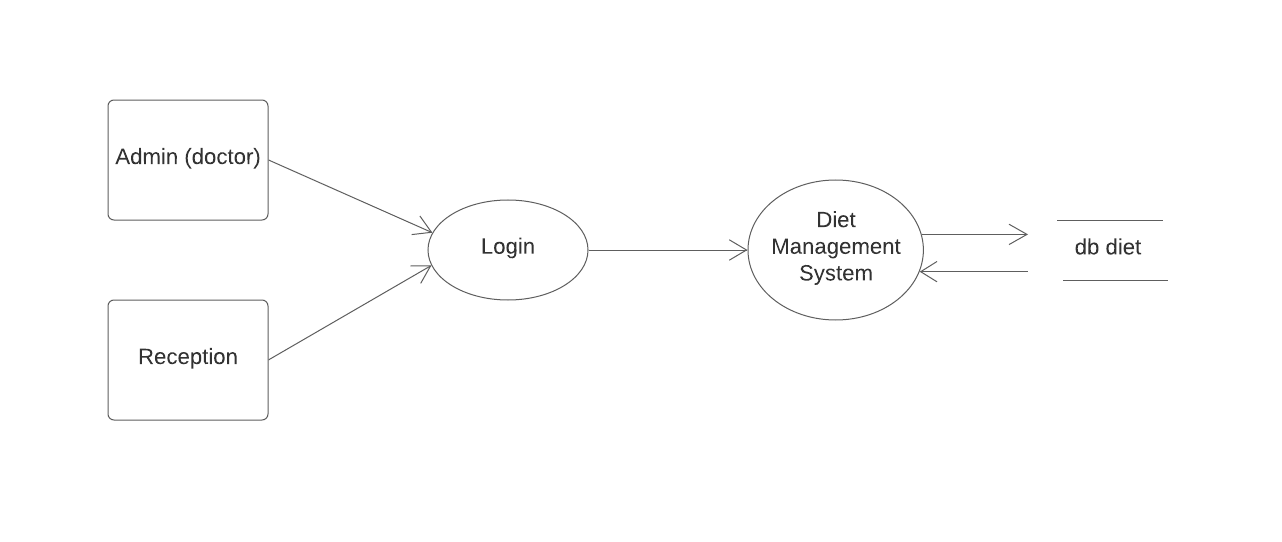 Admin (doctor)
Reception
Login
Diet
Management
System
db diet